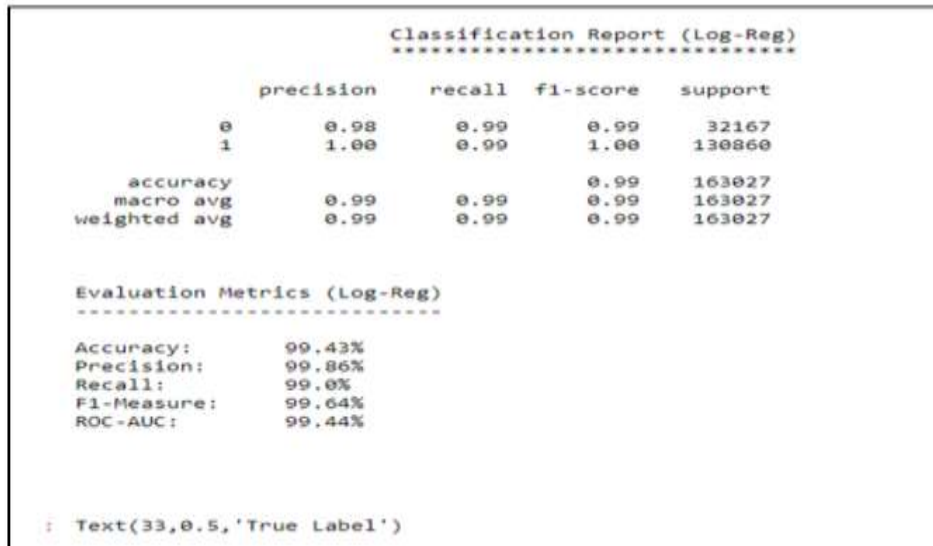 Classification Report (Log-Reg)
*******************************
precision recall f1-score support
0 0.98 0.99 0.99 32167
1 1.00 0.99 1.00 130860
accuracy 0.99 163027
macro avg 0.99 0.99 0.99 163027
weighted avg 0.99 0.99 0.99 163027
Evaluation Metrics (Log-Reg)
----------------------------
Accuracy: 99.43%
Precision: 99.86%
Recall: 99.0%
F1-Measure: 99.64%
ROC-AUC: 99.44%
: Text(33,0.5,'True Label')